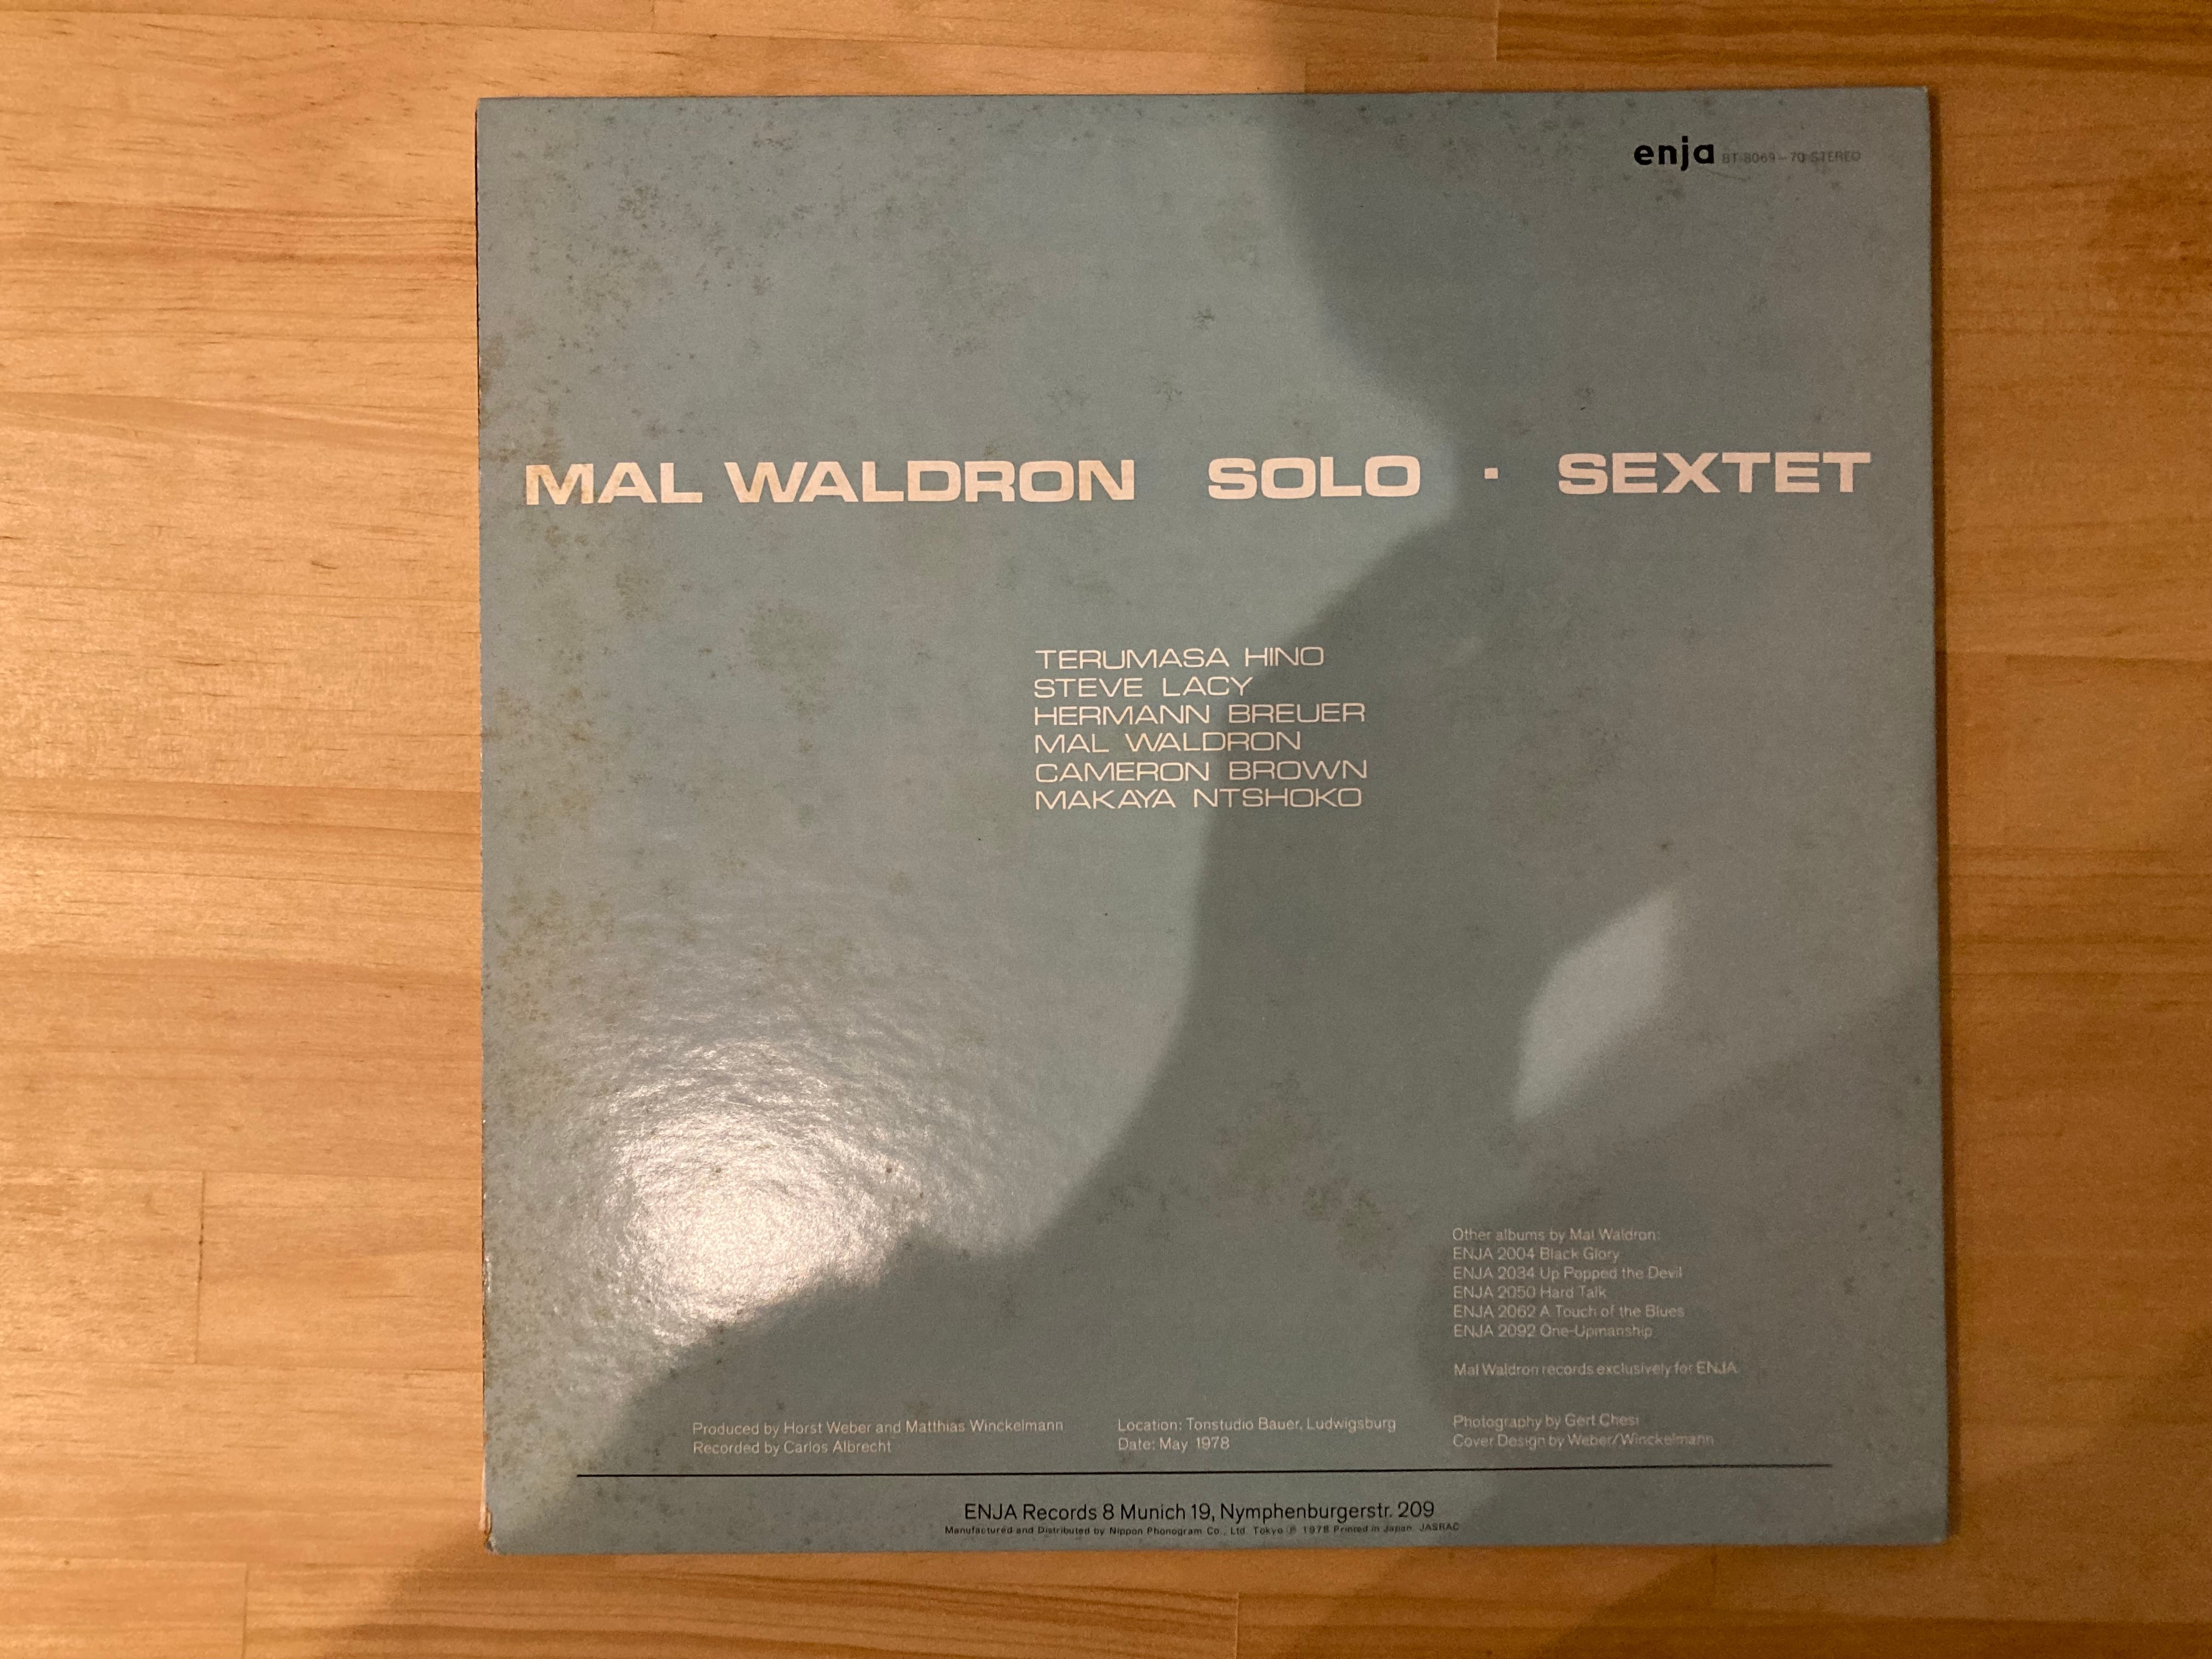 enja BT-8069-70 STEREO
MAL WALDRON SOLO · SEXTET
TERUMASA HINO
STEVE LACY
HERMANN BREUER
MAL WALDRON
CAMERON BROWN
MAKAYA NTSHOKO
Other albums by Mal Waldron:
ENJA 2004 Black Glory
ENJA 2034 Up Popped the Devil
ENJA 2050 Hard Talk
ENJA 2062 A Touch of the Blues
ENJA 2092 One-Upmanship
Mal Waldron records exclusively for ENJA.
Produced by Horst Weber and Matthias Winckelmann
Recorded by Carlos Albrecht
Location: Tonstudio Bauer, Ludwigsburg
Date: May 1978
Photography by Gert Chesi
Cover Design by Weber/Winckelmann
ENJA Records 8 Munich 19, Nymphenburgerstr. 209
Manufactured and Distributed by Nippon Phonogram Co., Ltd. Tokyo ℗ 1978 Printed in Japan. JASRAC